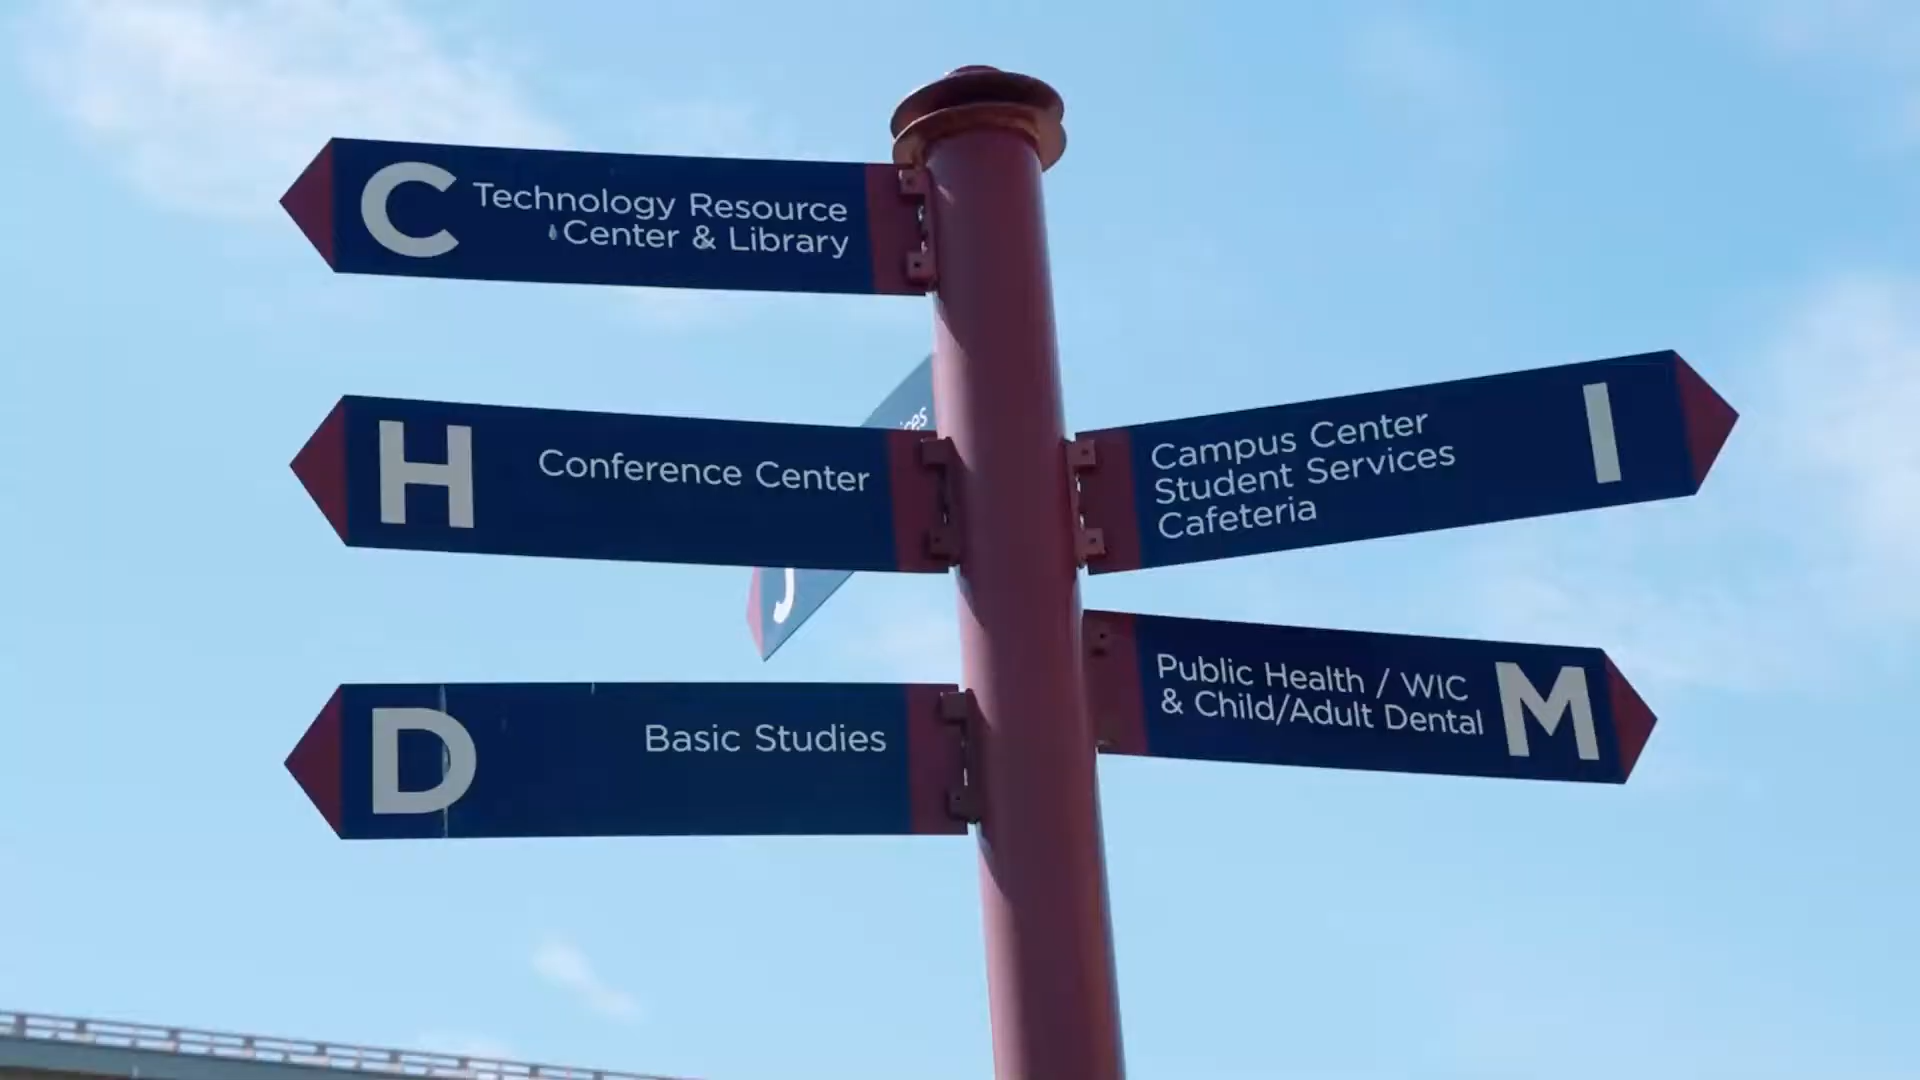 C
Technology Resource
Center & Library
H
Conference Center
J
D
Basic Studies
Campus Center
Student Services
Cafeteria
I
Public Health / WIC
& Child/Adult Dental
M